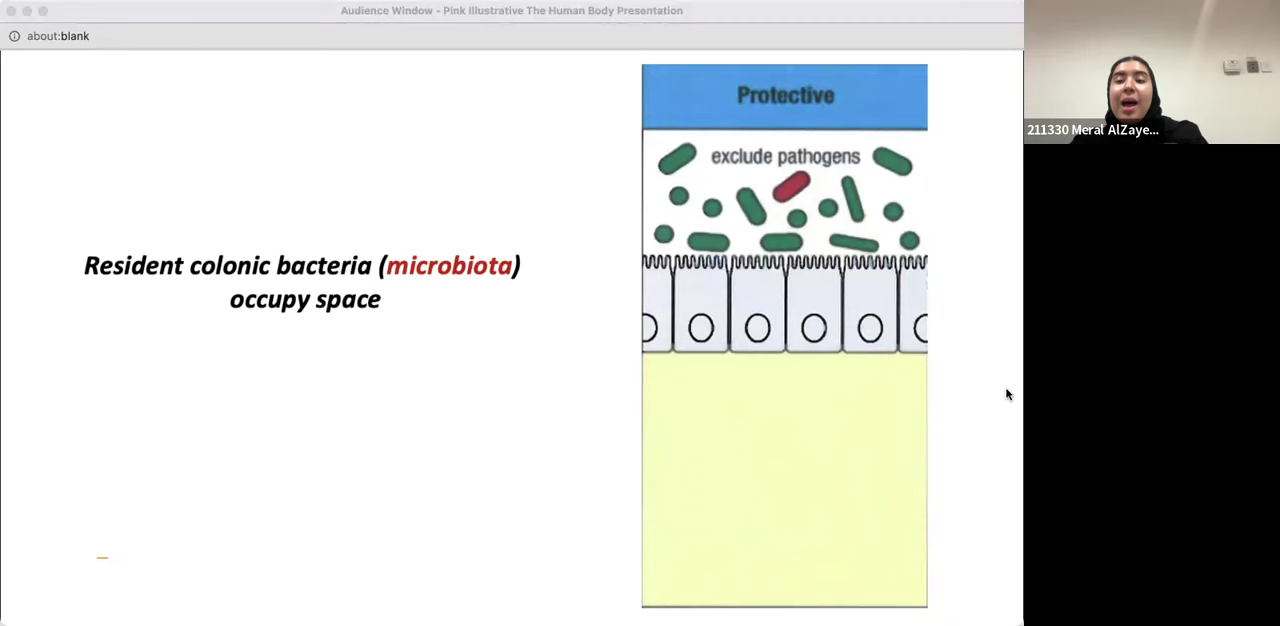 Audience Window - Pink Illustrative The Human Body Presentation
about:blank
Protective
exclude pathogens
Resident colonic bacteria (microbiota)
occupy space
211330 Meral AlZaye...